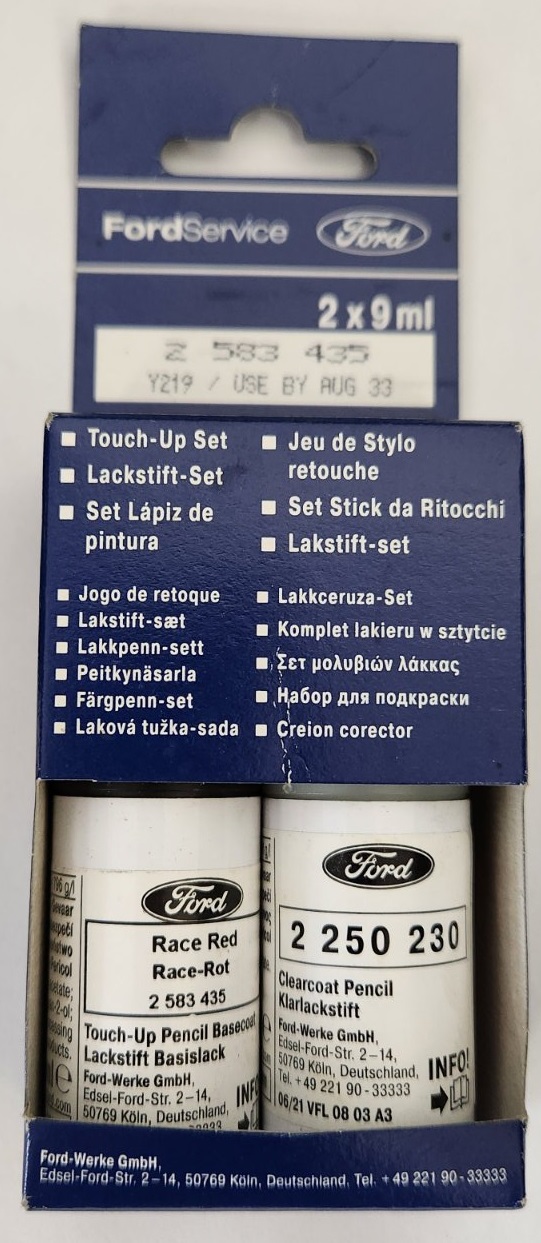 FordService Ford
2 x 9 ml
2 583 435
Y219 / USE BY AUG 33
■ Touch-Up Set
■ Lackstift-Set
■ Set Lápiz de
pintura
■ Jeu de Stylo
retouche
■ Set Stick da Ritocchi
■ Lakstift-set
■ Jogo de retoque
■ Lakstift-sæt
■ Lakkpenn-sett
■ Peitkynäsarla
■ Färgpenn-set
■ Laková tužka-sada
■ Lakkceruza-Set
■ Komplet lakieru w sztytcie
■ Σετ μολυβιών λάκκας
■ Набор для подкраски
■ Creion corector
Ford
Race Red
Race-Rot
2 583 435
Touch-Up Pencil Basecoat
Lackstift Basislack
Ford-Werke GmbH,
Edsel-Ford-Str. 2-14,
50769 Köln, Deutschland,
INFO
Ford
2 250 230
Clearcoat Pencil
Klarlackstift
Ford-Werke GmbH,
Edsel-Ford-Str. 2-14,
50769 Köln, Deutschland,
Tel. +49 221 90-33333
06/21 VFL 08 03 A3
INFO!
Ford-Werke GmbH,
Edsel-Ford-Str. 2-14, 50769 Köln, Deutschland, Tel. +49 221 90-33333